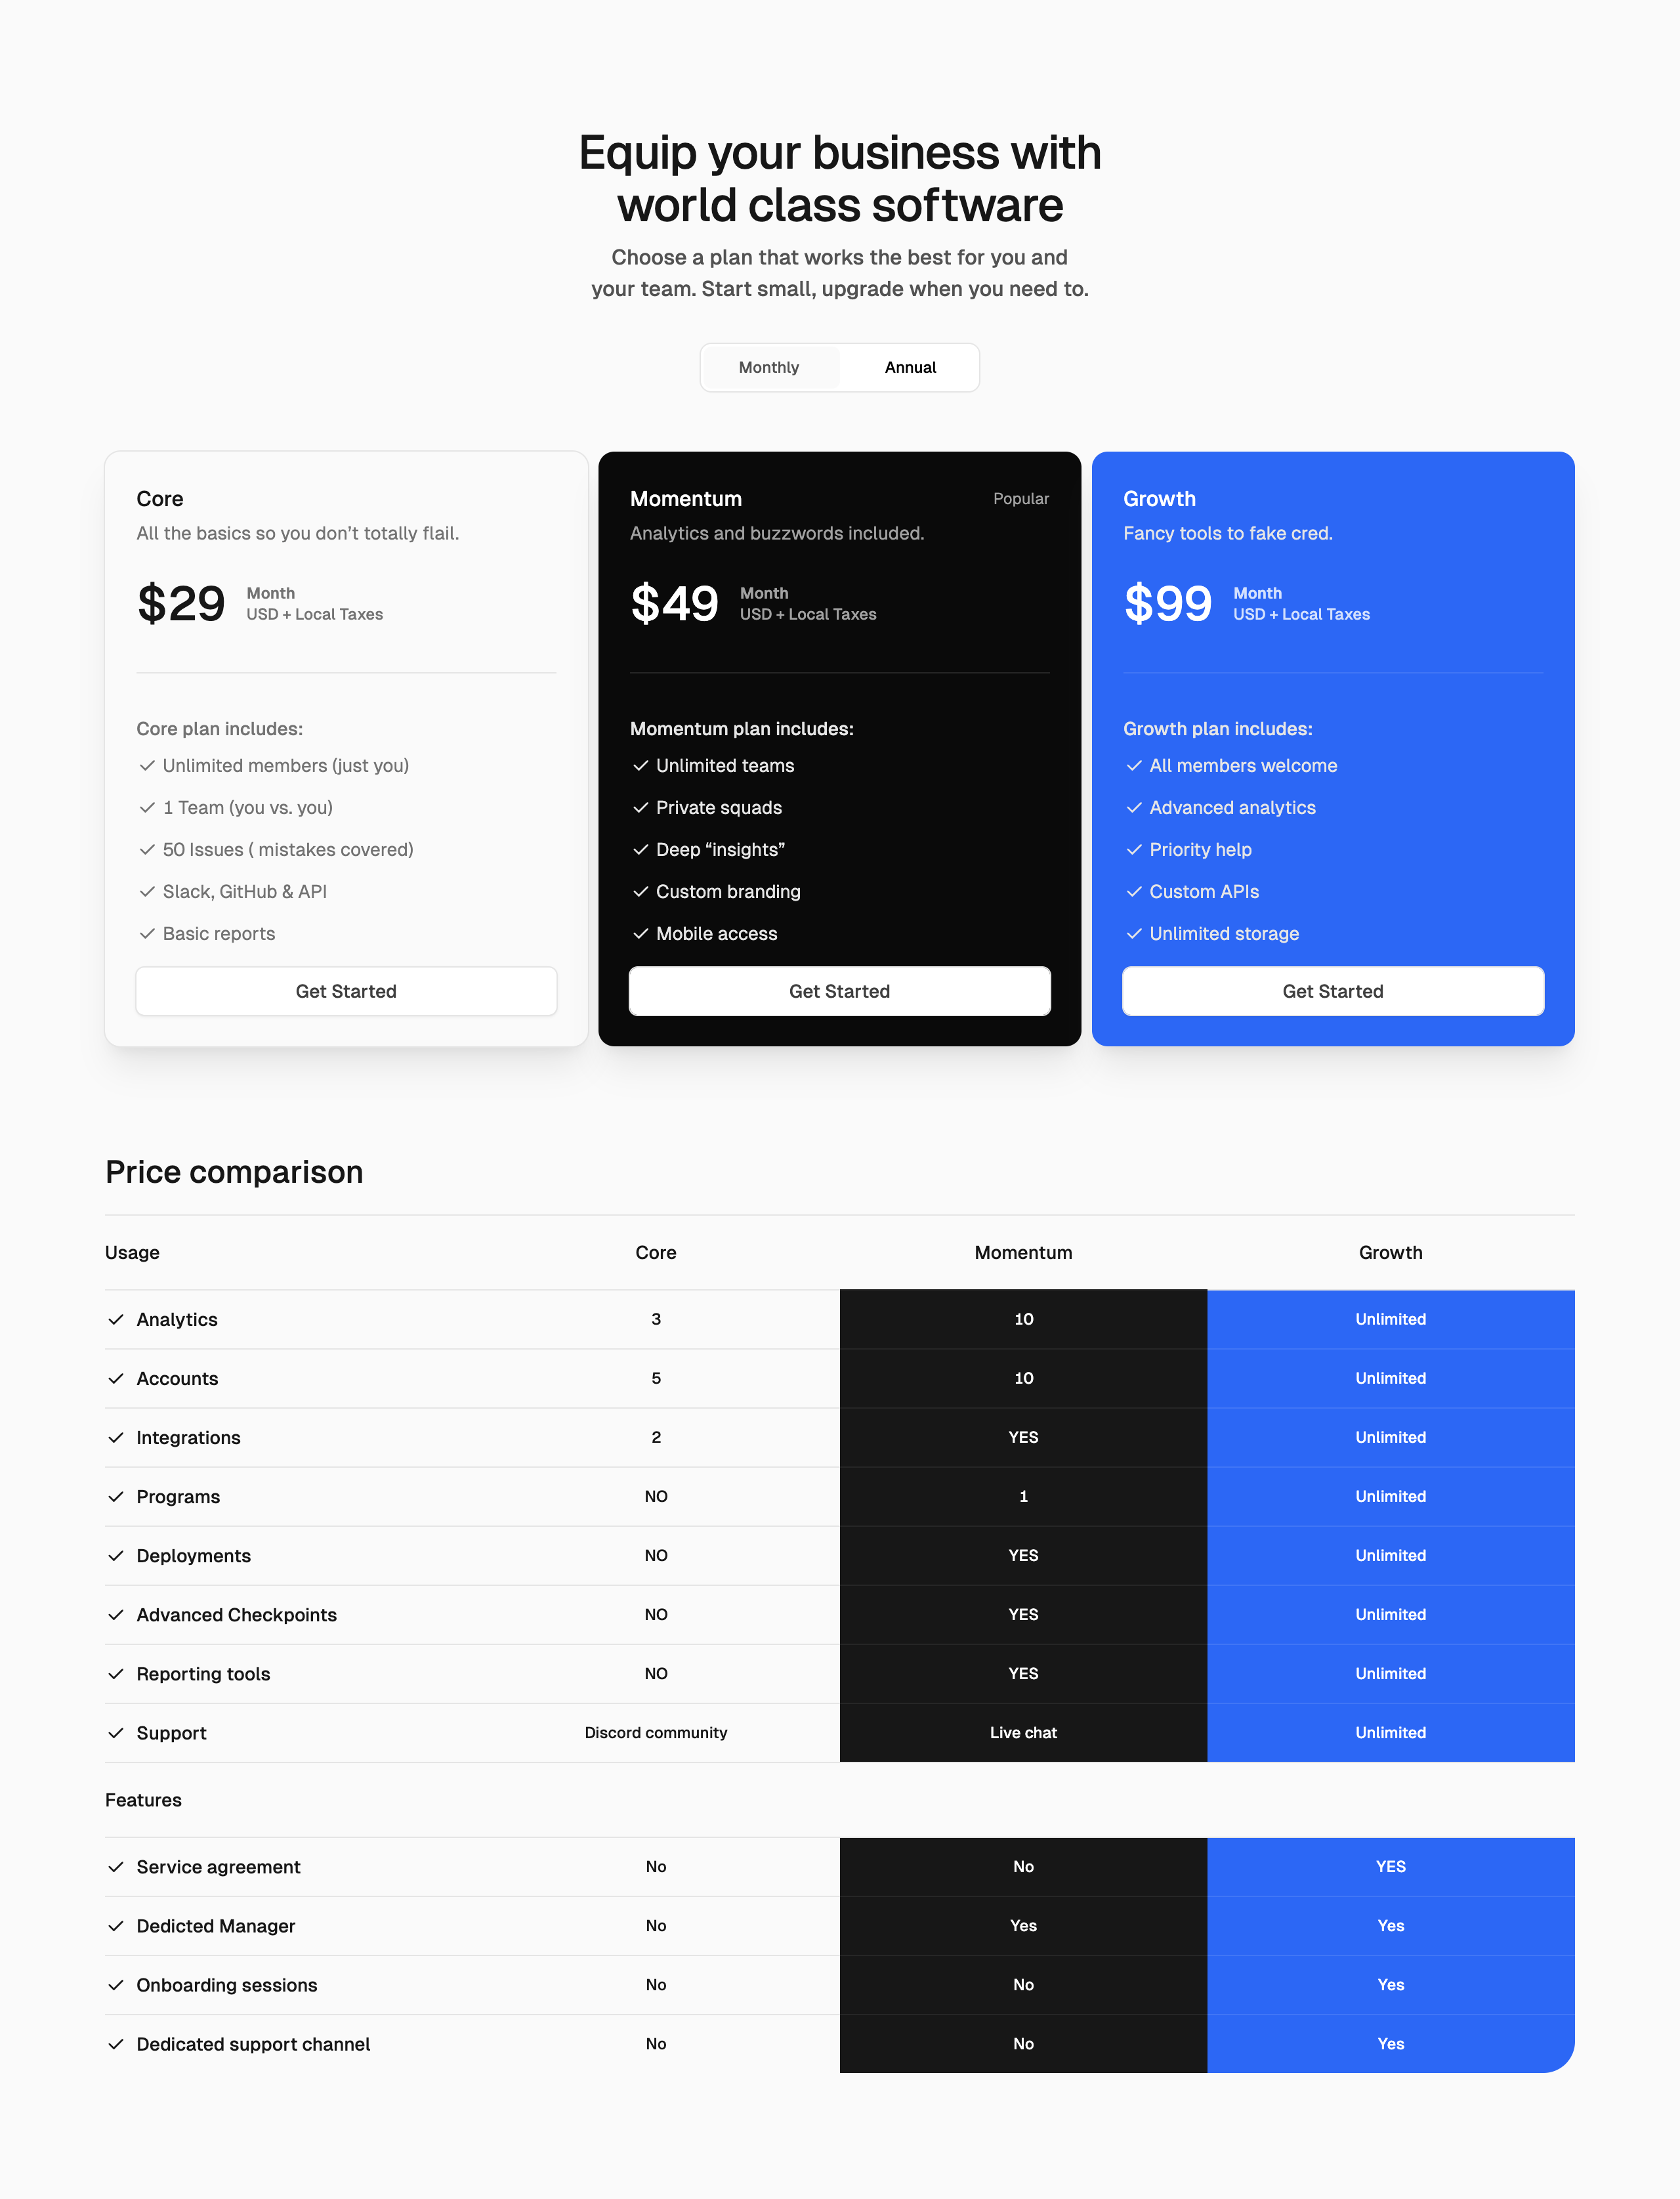 Equip your business with
world class software
Choose a plan that works the best for you and
your team. Start small, upgrade when you need to.
Monthly
Annual
Core
All the basics so you don’t totally flail.
$29
Month
USD + Local Taxes
Core plan includes:
Unlimited members (just you)
1 Team (you vs. you)
50 Issues ( mistakes covered)
Slack, GitHub & API
Basic reports
Get Started
Momentum
Popular
Analytics and buzzwords included.
$49
Month
USD + Local Taxes
Momentum plan includes:
Unlimited teams
Private squads
Deep “insights”
Custom branding
Mobile access
Get Started
Growth
Fancy tools to fake cred.
$99
Month
USD + Local Taxes
Growth plan includes:
All members welcome
Advanced analytics
Priority help
Custom APIs
Unlimited storage
Get Started
Price comparison
Usage Core Momentum Growth
Analytics 3 10 Unlimited
Accounts 5 10 Unlimited
Integrations 2 YES Unlimited
Programs NO 1 Unlimited
Deployments NO YES Unlimited
Advanced Checkpoints NO YES Unlimited
Reporting tools NO YES Unlimited
Support Discord community Live chat Unlimited
Features
Service agreement No No YES
Dedicted Manager No Yes Yes
Onboarding sessions No No Yes
Dedicated support channel No No Yes